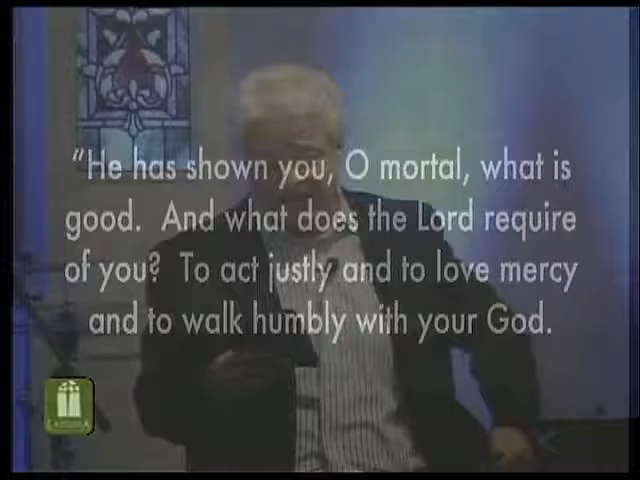 “He has shown you, O mortal, what is
good. And what does the Lord require
of you? To act justly and to love mercy
and to walk humbly with your God.